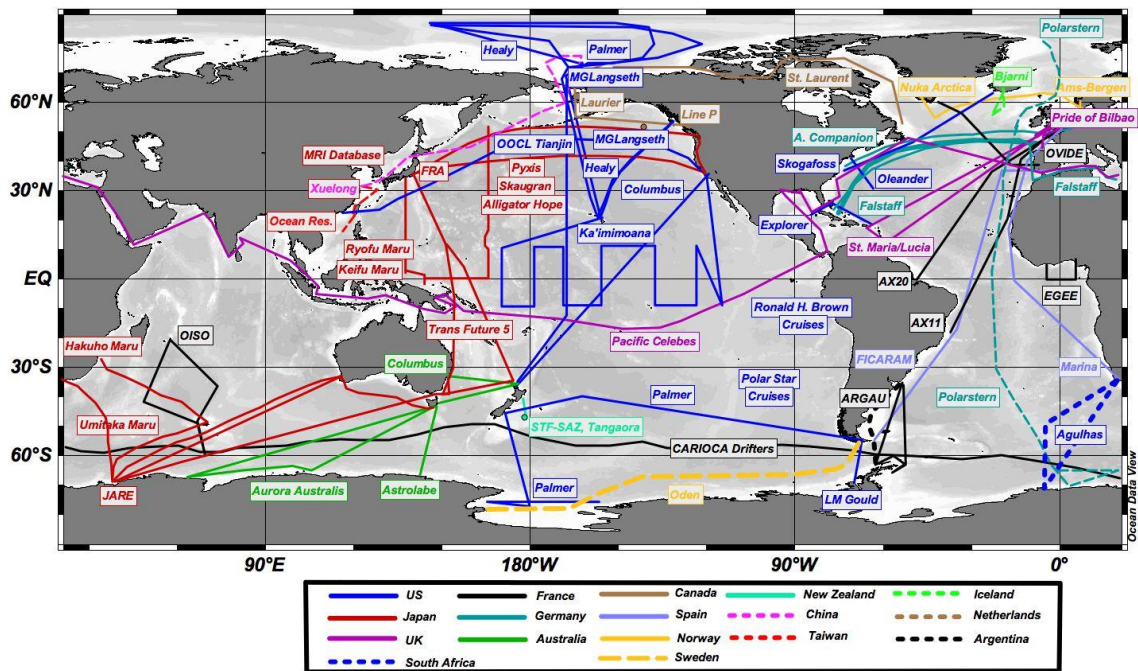 Polarstern
Healy
Palmer
MGLangseth
St. Laurent
Bjarni
Nuka Arctica
Ams-Bergen
60°N
Laurier
Line P
Pride of Bilbao
A. Companion
OOCL Tianjin
MGLangseth
MRI Database
OVIDE
Skogafoss
FRA
Pyxis
Healy
Xuelong
Skaugran
Columbus
Oleander
Falstaff
30°N
Alligator Hope
Falstaff
Ocean Res.
Explorer
Ka'imimoana
Ryofu Maru
St. Maria/Lucia
Keifu Maru
EQ
AX20
EGEE
Ronald H. Brown
Cruises
AX11
Trans Future 5
OISO
Pacific Celebes
Hakuho Maru
Columbus
FICARAM
Marina
30°S
Polar Star
Cruises
Palmer
ARGAU
Polarstern
Umitaka Maru
STF-SAZ, Tangaora
Agulhas
CARIOCA Drifters
60°S
JARE
Aurora Australis
Astrolabe
Palmer
Oden
LM Gould
Ocean Data View
90°E
180°W
90°W
0°
US
France
Canada
New Zealand
Iceland
Japan
Germany
Spain
China
Netherlands
UK
Australia
Norway
Taiwan
Argentina
South Africa
Sweden